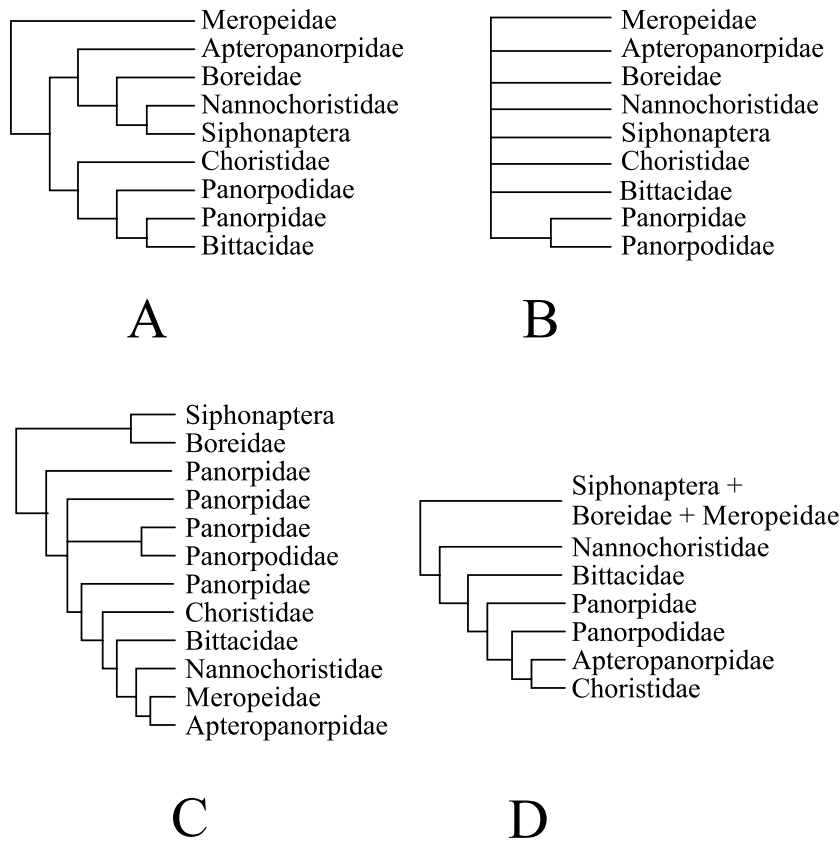 Meropeidae
Apteropanorpidae
Boreidae
Nannochoristidae
Siphonaptera
Choristidae
Panorpodidae
Panorpidae
Bittacidae
A
Meropeidae
Apteropanorpidae
Boreidae
Nannochoristidae
Siphonaptera
Choristidae
Bittacidae
Panorpidae
Panorpodidae
B
Siphonaptera
Boreidae
Panorpidae
Panorpidae
Panorpidae
Panorpodidae
Panorpidae
Choristidae
Bittacidae
Nannochoristidae
Meropeidae
Apteropanorpidae
C
Siphonaptera +
Boreidae + Meropeidae
Nannochoristidae
Bittacidae
Panorpidae
Panorpodidae
Apteropanorpidae
Choristidae
D